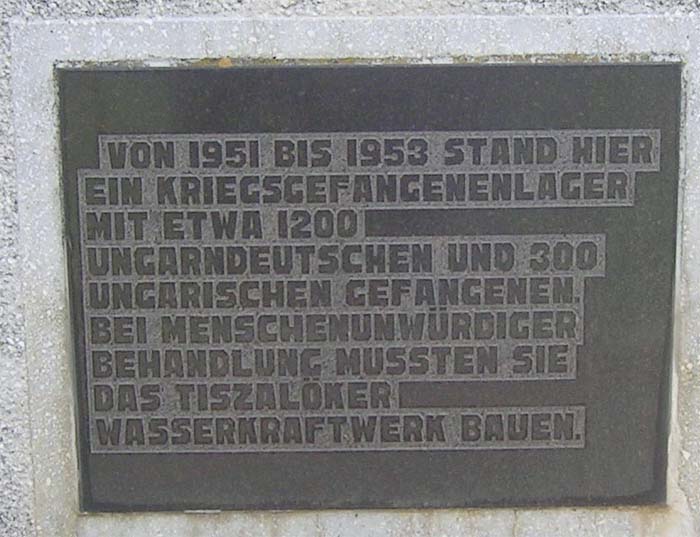 VON 1951 BIS 1953 STAND HIER
EIN KRIEGSGEFANGENENLAGER
MIT ETWA 1200
UNGARNDEUTSCHEN UND 300
UNGARISCHEN GEFANGENEN.
BEI MENSCHENUNWÜRDIGER
BEHANDLUNG MUSSTEN SIE
DAS TISZALÖKER
WASSERKRAFTWERK BAUEN.